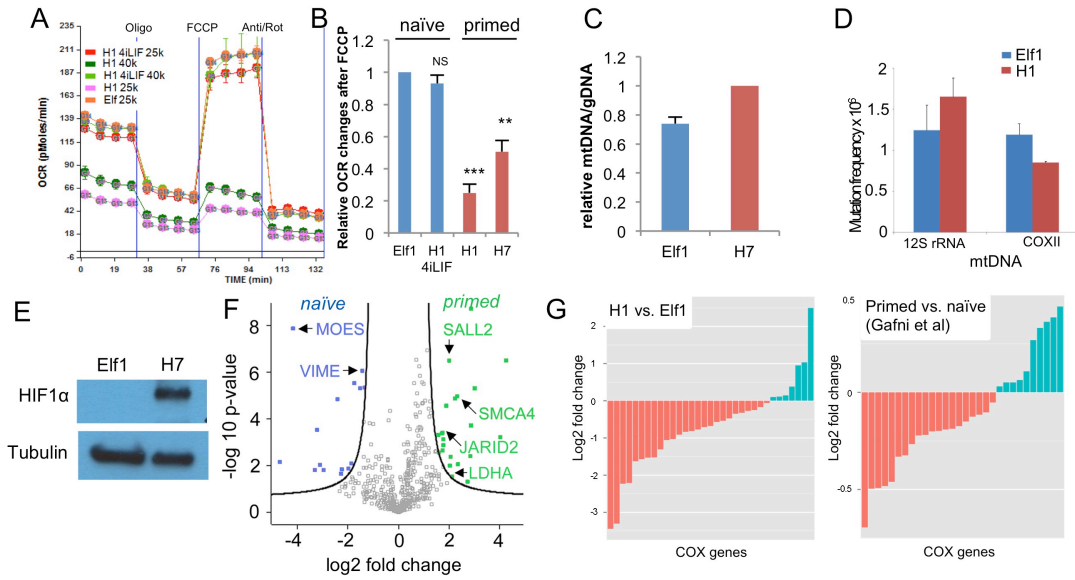 A
Oligo
FCCP
Anti/Rot
OCR (pMoles/min)
235
211
187
163
139
115
90
66
42
18
-6
H1 4iLIF 25k
H1 40k
H1 4iLIF 40k
H1 25k
Elf 25k
0
19
38
57
76
94
113
132
TIME (min)
B
naïve
primed
Relative OCR changes after FCCP
1.2
1
0.8
0.6
0.4
0.2
0
NS
***
**
Elf1
H1
H1
H7
4iLIF
C
relative mtDNA/gDNA
1.2
1
0.8
0.6
0.4
0.2
0
Elf1
H7
D
Elf1
H1
Mutation frequency x 10⁶
2
1.5
1
0.5
0
12S rRNA
COXII
mtDNA
E
Elf1
H7
HIF1α
Tubulin
F
naïve
primed
-log 10 p-value
8
6
4
2
0
MOES
VIME
SALL2
SMCA4
JARID2
LDHA
-4
-2
0
2
4
log2 fold change
G
H1 vs. Elf1
Log2 fold change
2
1
0
-1
-2
-3
COX genes
Primed vs. naïve
(Gafni et al)
Log2 fold change
0.5
0
-0.5
COX genes